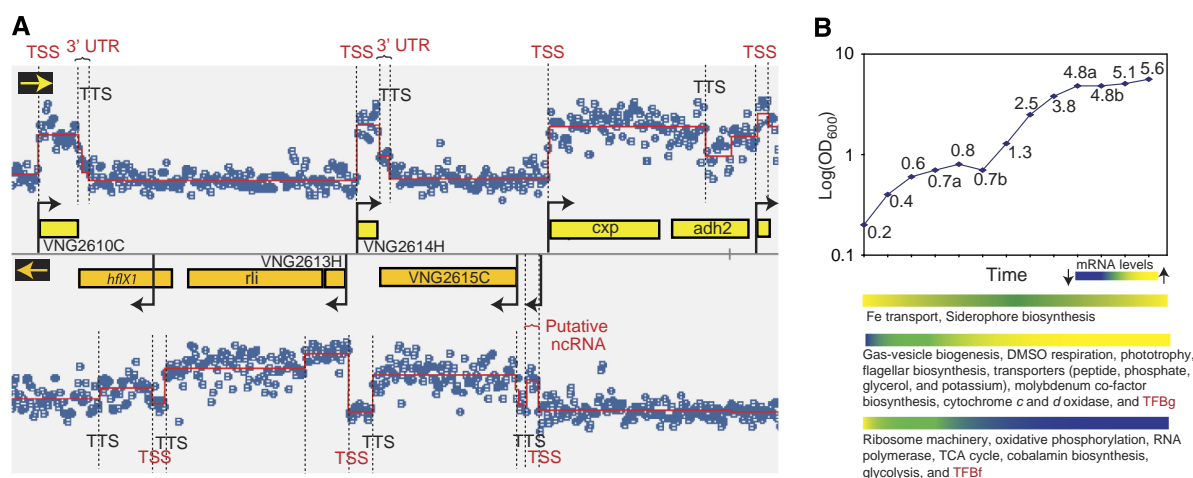 A
TSS 3' UTR TSS 3' UTR TSS TSS
TTS TTS TTS
VNG2610C VNG2614H cxp adh2
hflX1 rli VNG2613H VNG2615C
Putative
ncRNA
TTS TTS TTS TTS
TSS TSS TSS
B
Log(OD600)
10
1
0.1
0.2
0.4
0.6
0.7a
0.8
0.7b
1.3
2.5
3.8
4.8a
4.8b
5.1
5.6
Time
mRNA levels
Fe transport, Siderophore biosynthesis
Gas-vesicle biogenesis, DMSO respiration, phototrophy,
flagellar biosynthesis, transporters (peptide, phosphate,
glycerol, and potassium), molybdenum co-factor
biosynthesis, cytochrome c and d oxidase, and TFBg
Ribosome machinery, oxidative phosphorylation, RNA
polymerase, TCA cycle, cobalamin biosynthesis,
glycolysis, and TFBf